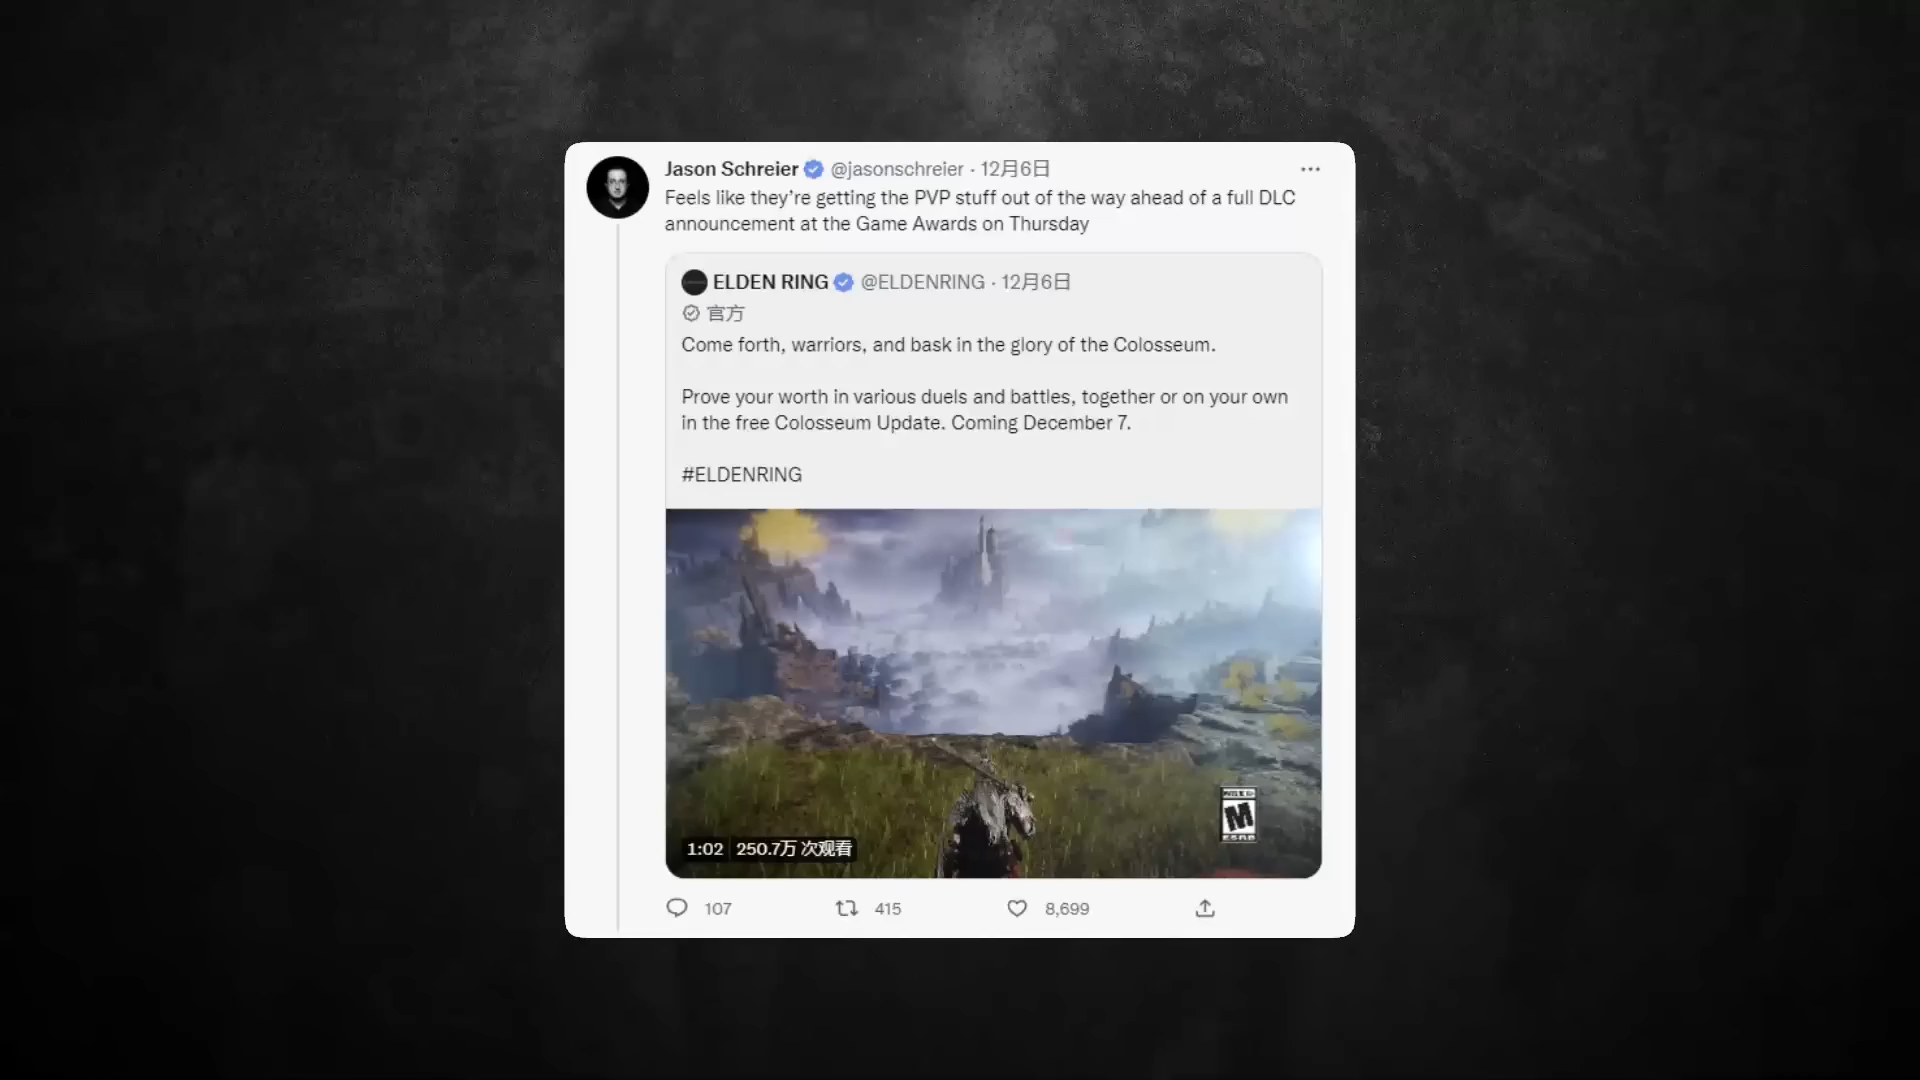 Jason Schreier @jasonschreier · 12月6日
Feels like they’re getting the PVP stuff out of the way ahead of a full DLC
announcement at the Game Awards on Thursday
ELDEN RING @ELDENRING · 12月6日
官方
Come forth, warriors, and bask in the glory of the Colosseum.
Prove your worth in various duels and battles, together or on your own
in the free Colosseum Update. Coming December 7.
#ELDENRING
M
ESRB
1:02 250.7万 次观看
107 415 8,699